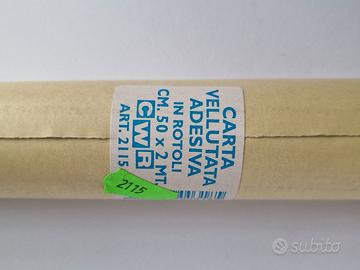 CARTA
VELLUTATA
ADESIVA
IN ROTOLI
CM. 50 x 2 MT.
CWR
ART. 2115
2115
subito